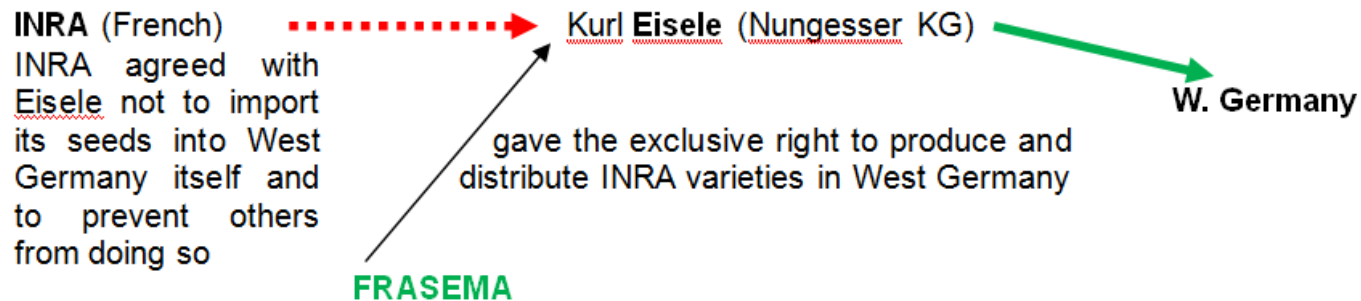 INRA (French)
Kurl Eisele (Nungesser KG)
INRA agreed with
Eisele not to import
its seeds into West
Germany itself and
to prevent others
from doing so
W. Germany
gave the exclusive right to produce and
distribute INRA varieties in West Germany
FRASEMA